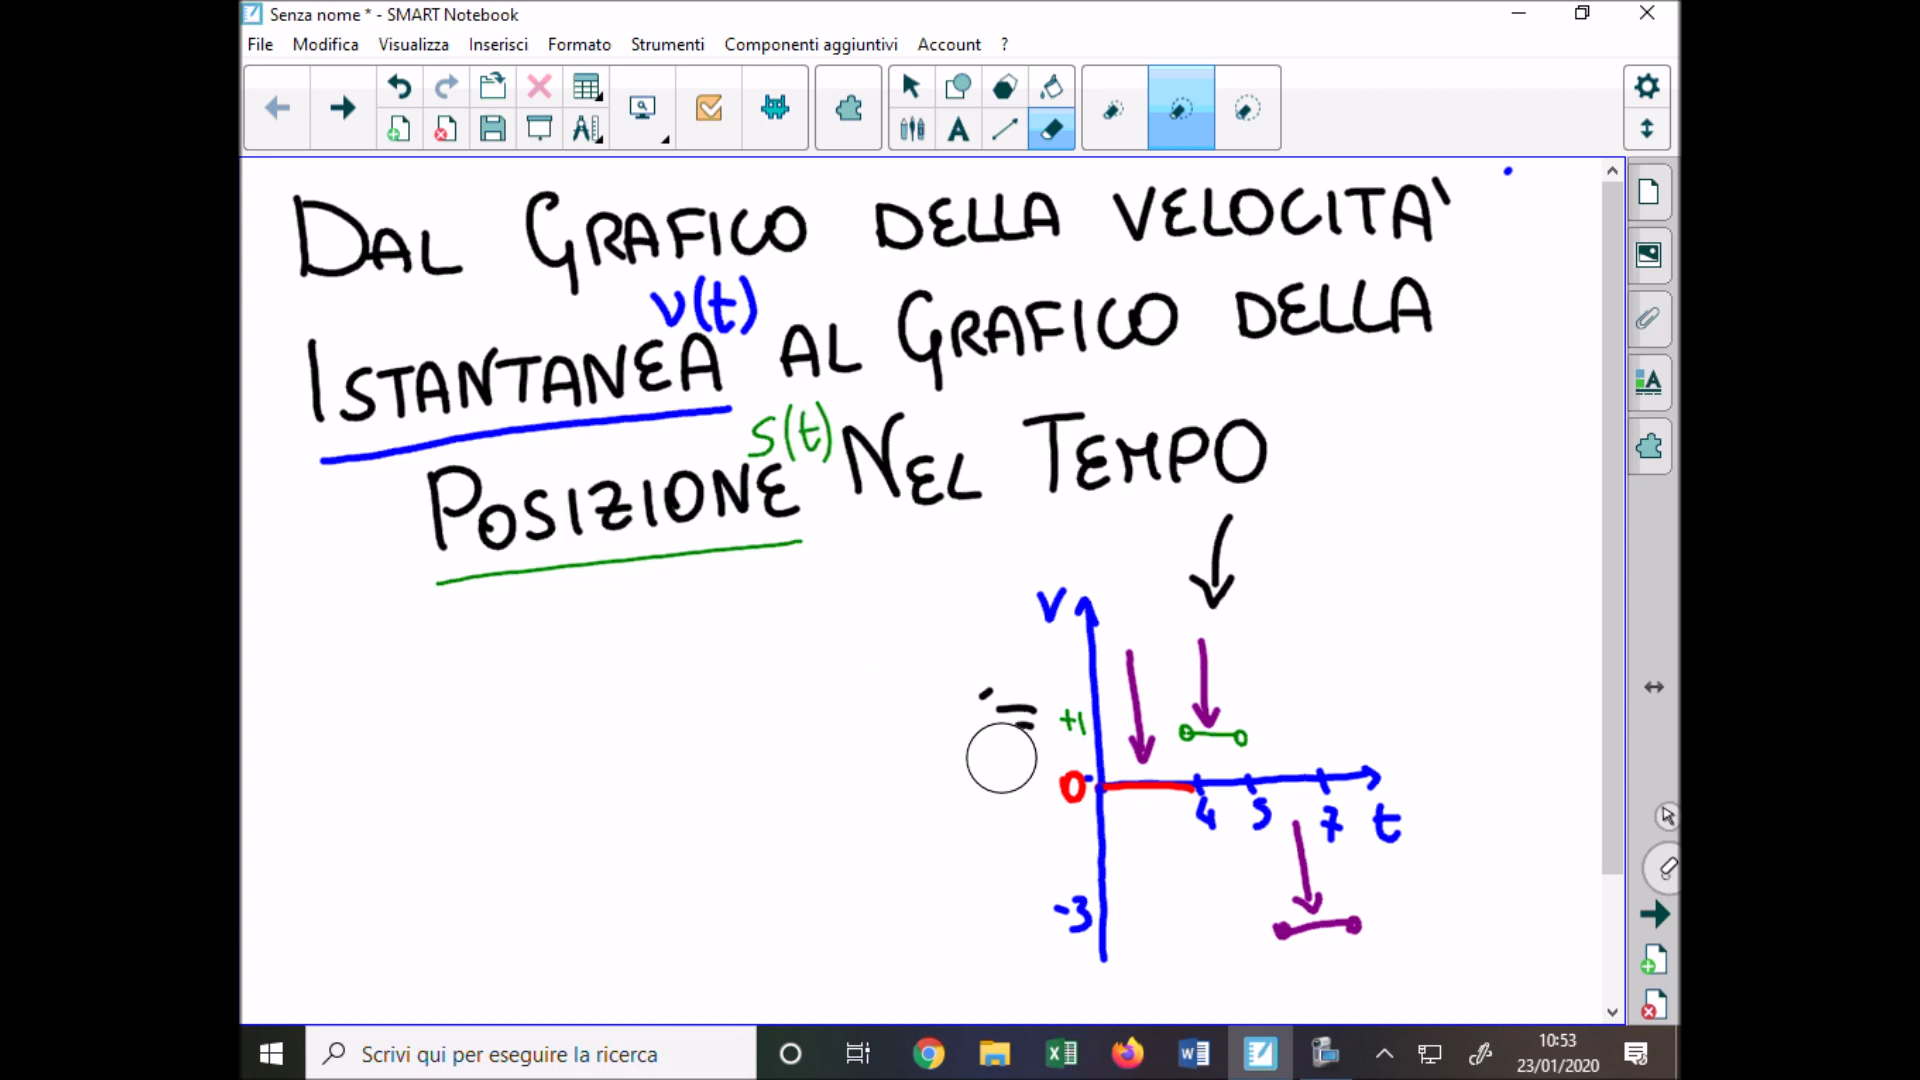 Senza nome * - SMART Notebook
File Modifica Visualizza Inserisci Formato Strumenti Componenti aggiuntivi Account ?
DAL GRAFICO DELLA VELOCITA'
v(t)
ISTANTANEA AL GRAFICO DELLA
s(t)
POSIZIONE NEL TEMPO
v
+1
0
4 5 7 t
-3
Scrivi qui per eseguire la ricerca
10:53
23/01/2020